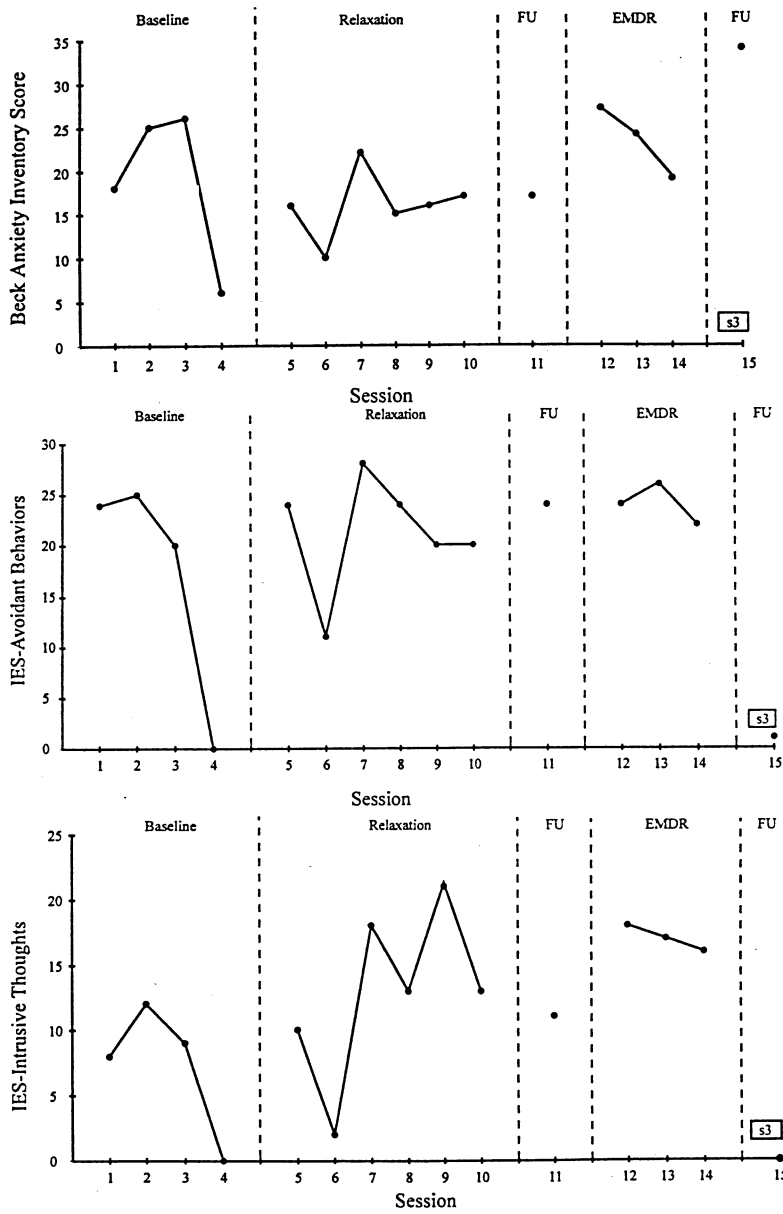 Baseline Relaxation FU EMDR FU
35
30
25
20
15
10
5
0
Beck Anxiety Inventory Score
s3
1 2 3 4 5 6 7 8 9 10 11 12 13 14 15
Session
Baseline Relaxation FU EMDR FU
30
25
20
15
10
5
0
IES-Avoidant Behaviors
s3
1 2 3 4 5 6 7 8 9 10 11 12 13 14 15
Session
Baseline Relaxation FU EMDR FU
25
20
15
10
5
0
IES-Intrusive Thoughts
s3
1 2 3 4 5 6 7 8 9 10 11 12 13 14 15
Session